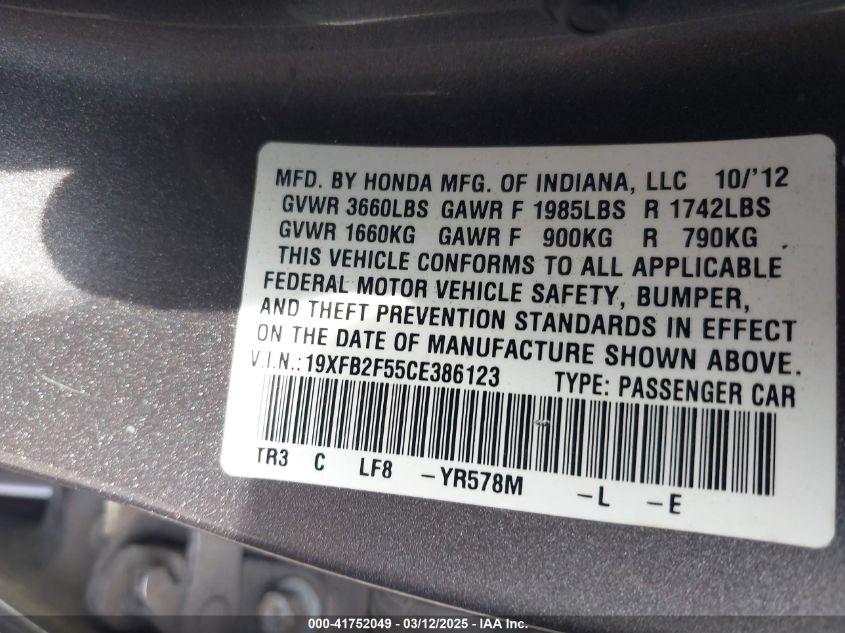 MFD. BY HONDA MFG. OF INDIANA, LLC 10/'12
GVWR 3660LBS GAWR F 1985LBS R 1742LBS
GVWR 1660KG GAWR F 900KG R 790KG
THIS VEHICLE CONFORMS TO ALL APPLICABLE
FEDERAL MOTOR VEHICLE SAFETY, BUMPER,
AND THEFT PREVENTION STANDARDS IN EFFECT
ON THE DATE OF MANUFACTURE SHOWN ABOVE.
V.I.N.: 19XFB2F55CE386123 TYPE: PASSENGER CAR
TR3 C LF8 -YR578M -L -E
000-41752049 - 03/12/2025 - IAA Inc.